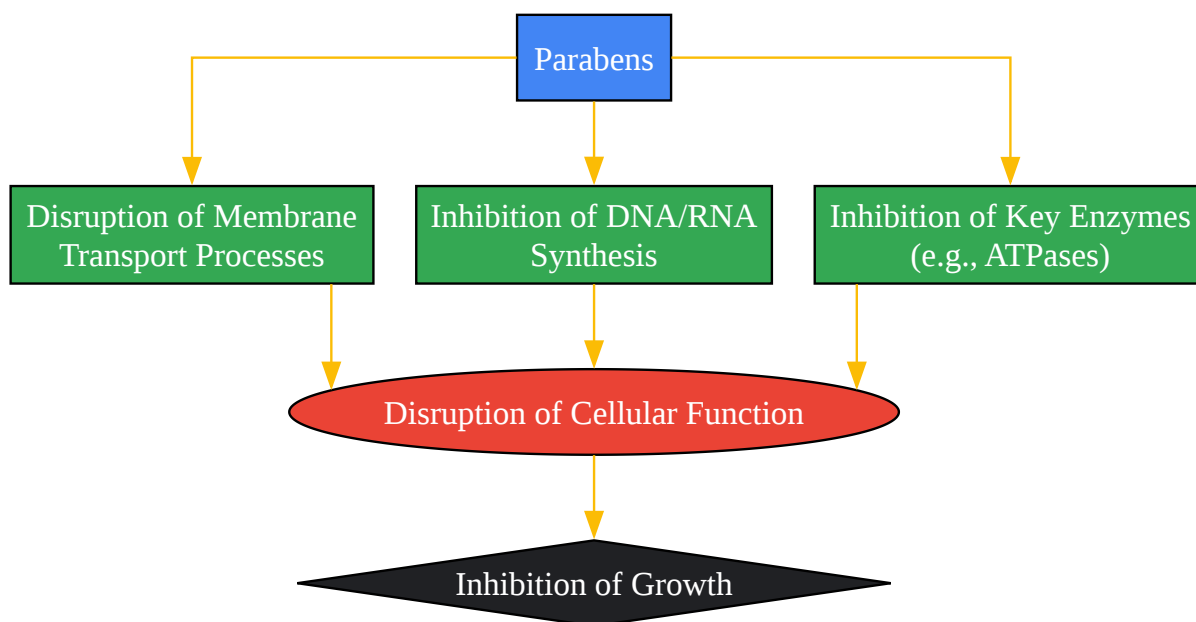 Parabens
Disruption of Membrane
Transport Processes
Inhibition of DNA/RNA
Synthesis
Inhibition of Key Enzymes
(e.g., ATPases)
Disruption of Cellular Function
Inhibition of Growth